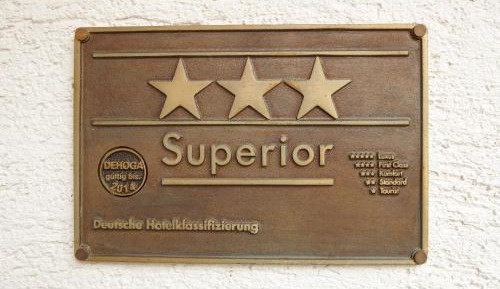 Superior
DEHOGA
gültig bis:
2014
★★★★★ Luxus
★★★★ First Class
★★★ Komfort
★★ Standard
★ Tourist
Deutsche Hotelklassifizierung